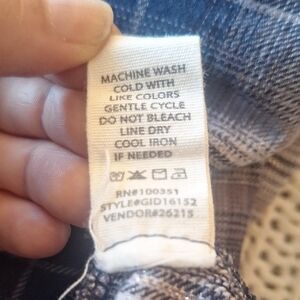 MACHINE WASH
COLD WITH
LIKE COLORS
GENTLE CYCLE
DO NOT BLEACH
LINE DRY
COOL IRON
IF NEEDED
RN#100351
STYLE#GID16152
VENDOR#26215